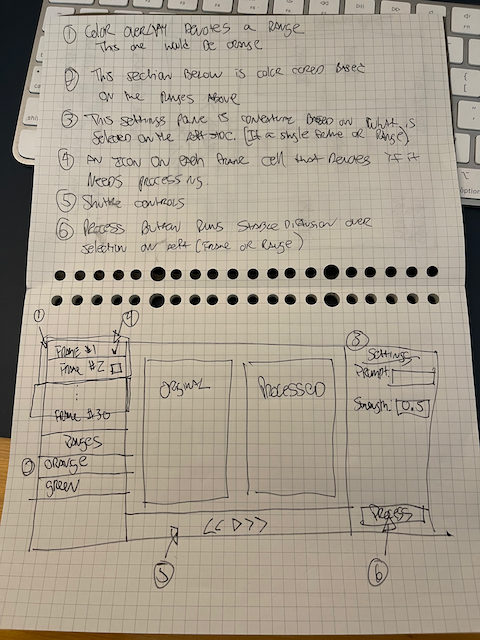 ① Color overlay denotes a range
This one would be orange
② This section below is color coded based
on the ranges above
③ This settings pane is contextual based on what is
selected on the left TOC. (If a single frame or Range)
④ An icon on each frame cell that denotes if it
needs processing.
⑤ Shuttle controls
⑥ Process Button runs Stable Diffusion over
selection on left (Frame or Range)
① ④
Frame #1 ✓
Frame #2
:
Frame #30
Ranges
② orange
green
Original
Processed
③
Settings
Prompt:
Strength: 0.5
<< ▷ >>
Process
⑤ ⑥